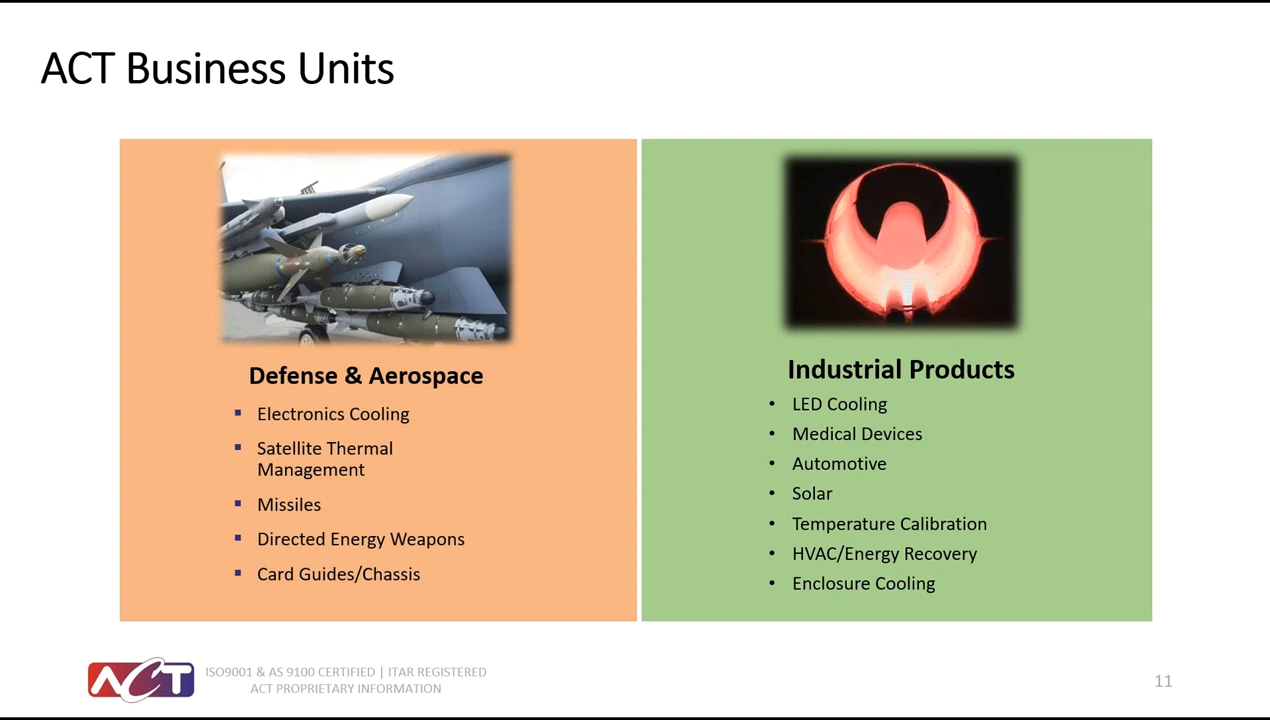 ACT Business Units
Defense & Aerospace
▪ Electronics Cooling
▪ Satellite Thermal
Management
▪ Missiles
▪ Directed Energy Weapons
▪ Card Guides/Chassis
Industrial Products
• LED Cooling
• Medical Devices
• Automotive
• Solar
• Temperature Calibration
• HVAC/Energy Recovery
• Enclosure Cooling
ACT
ISO9001 & AS 9100 CERTIFIED | ITAR REGISTERED
ACT PROPRIETARY INFORMATION
11